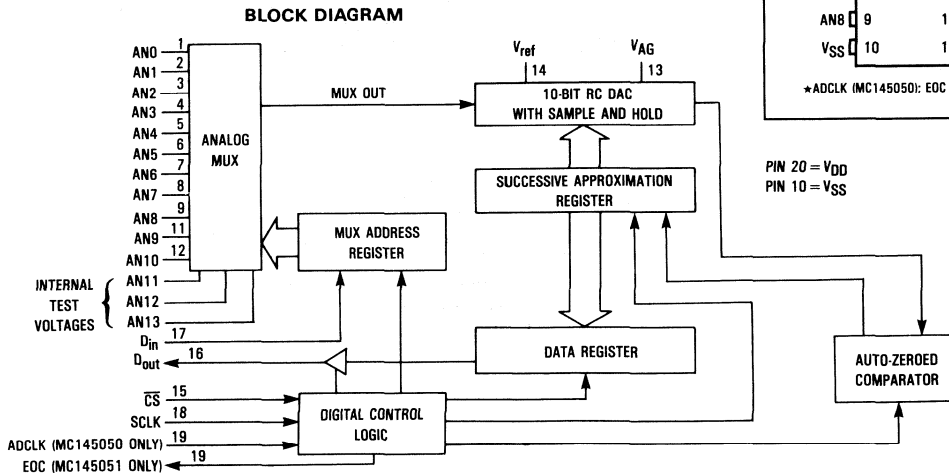 BLOCK DIAGRAM
AN8 9 1
VSS 10 1
★ADCLK (MC145050); EOC
PIN 20 = VDD
PIN 10 = VSS
AN0 1
AN1 2
AN2 3
AN3 4
AN4 5
AN5 6
AN6 7
AN7 8
AN8 9
AN9 11
AN10 12
AN11
AN12
AN13
INTERNAL
TEST
VOLTAGES
Din 17
Dout 16
CS 15
SCLK 18
ADCLK (MC145050 ONLY) 19
EOC (MC145051 ONLY) 19
ANALOG
MUX
MUX OUT
Vref
14
VAG
13
10-BIT RC DAC
WITH SAMPLE AND HOLD
SUCCESSIVE APPROXIMATION
REGISTER
MUX ADDRESS
REGISTER
DATA REGISTER
DIGITAL CONTROL
LOGIC
AUTO-ZEROED
COMPARATOR